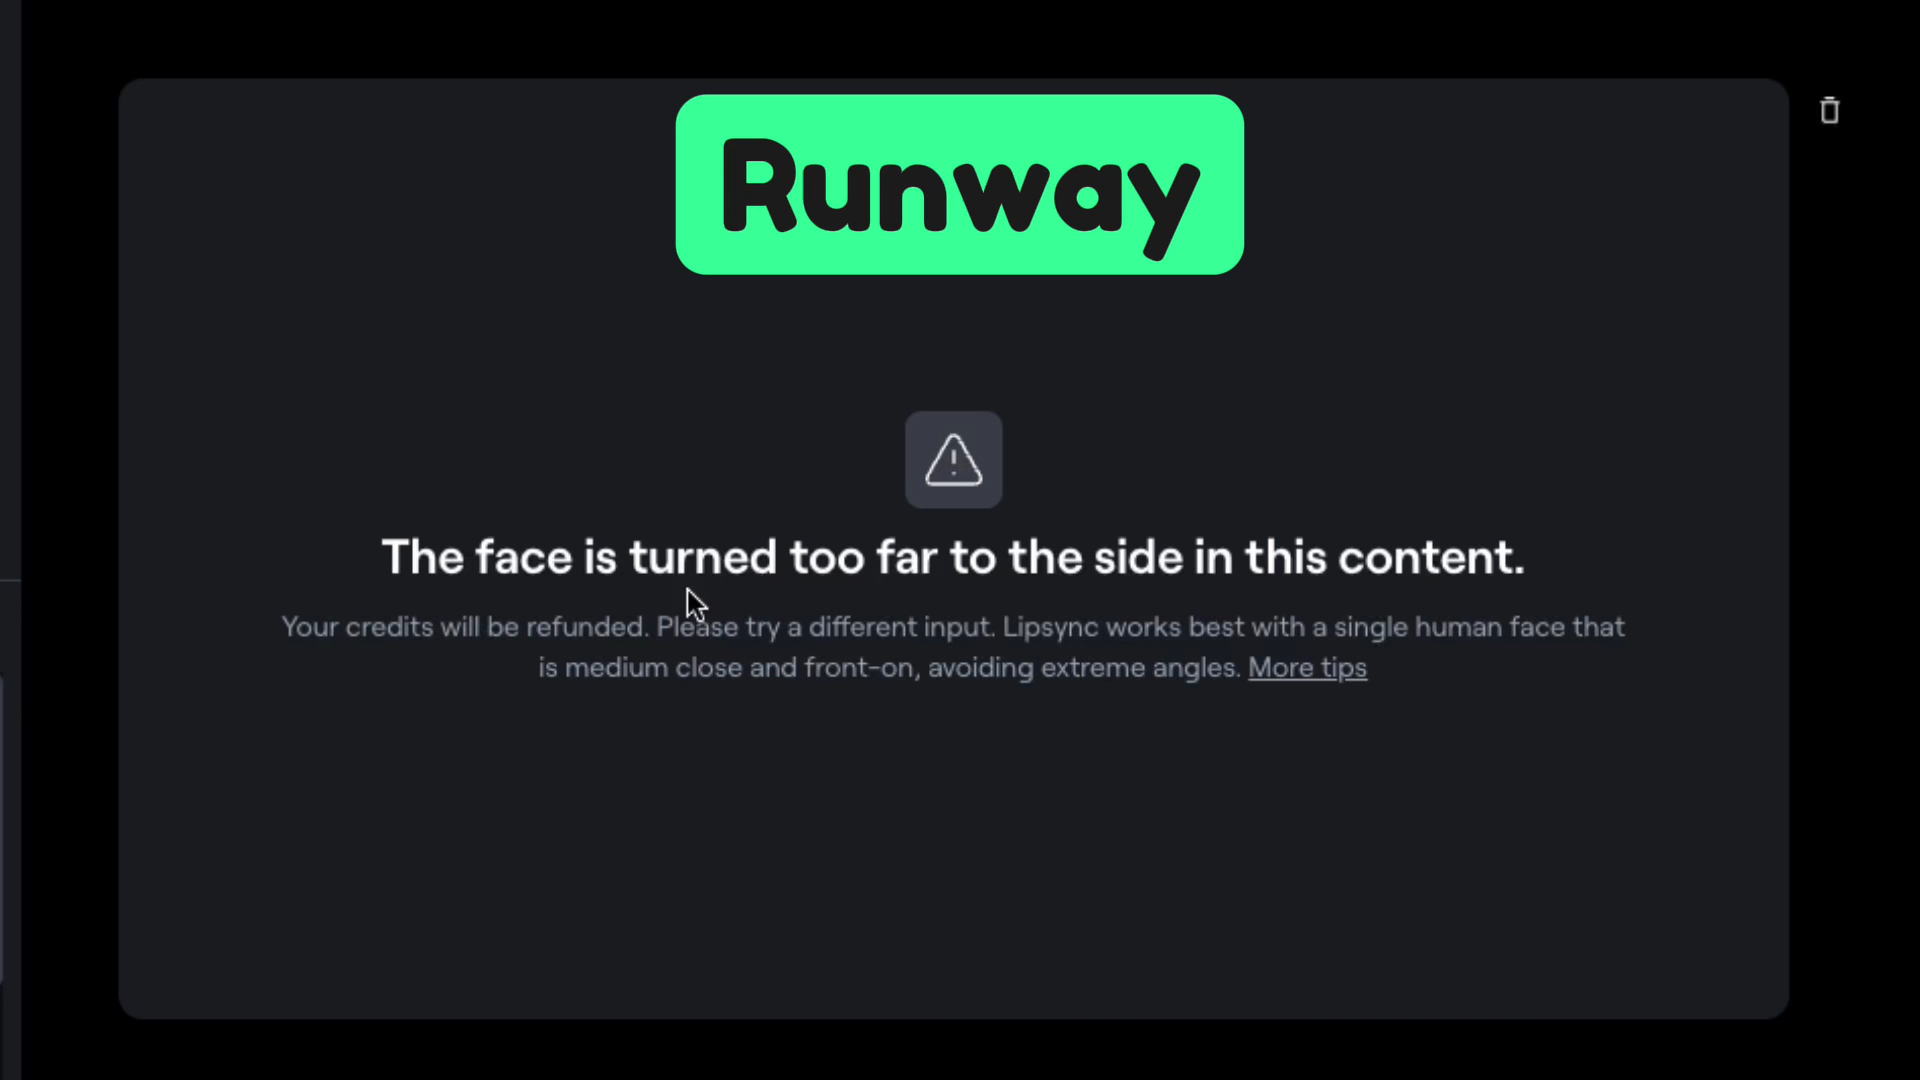 Runway
The face is turned too far to the side in this content.
Your credits will be refunded. Please try a different input. Lipsync works best with a single human face that
is medium close and front-on, avoiding extreme angles. More tips